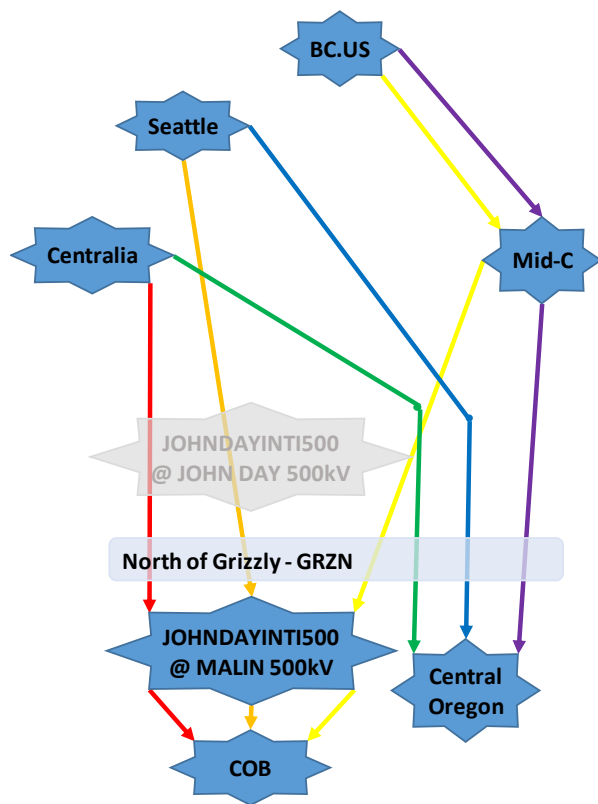 BC.US
Seattle
Centralia
Mid-C
JOHNDAYINTI500
@ JOHN DAY 500kV
North of Grizzly - GRZN
JOHNDAYINTI500
@ MALIN 500kV
Central
Oregon
COB